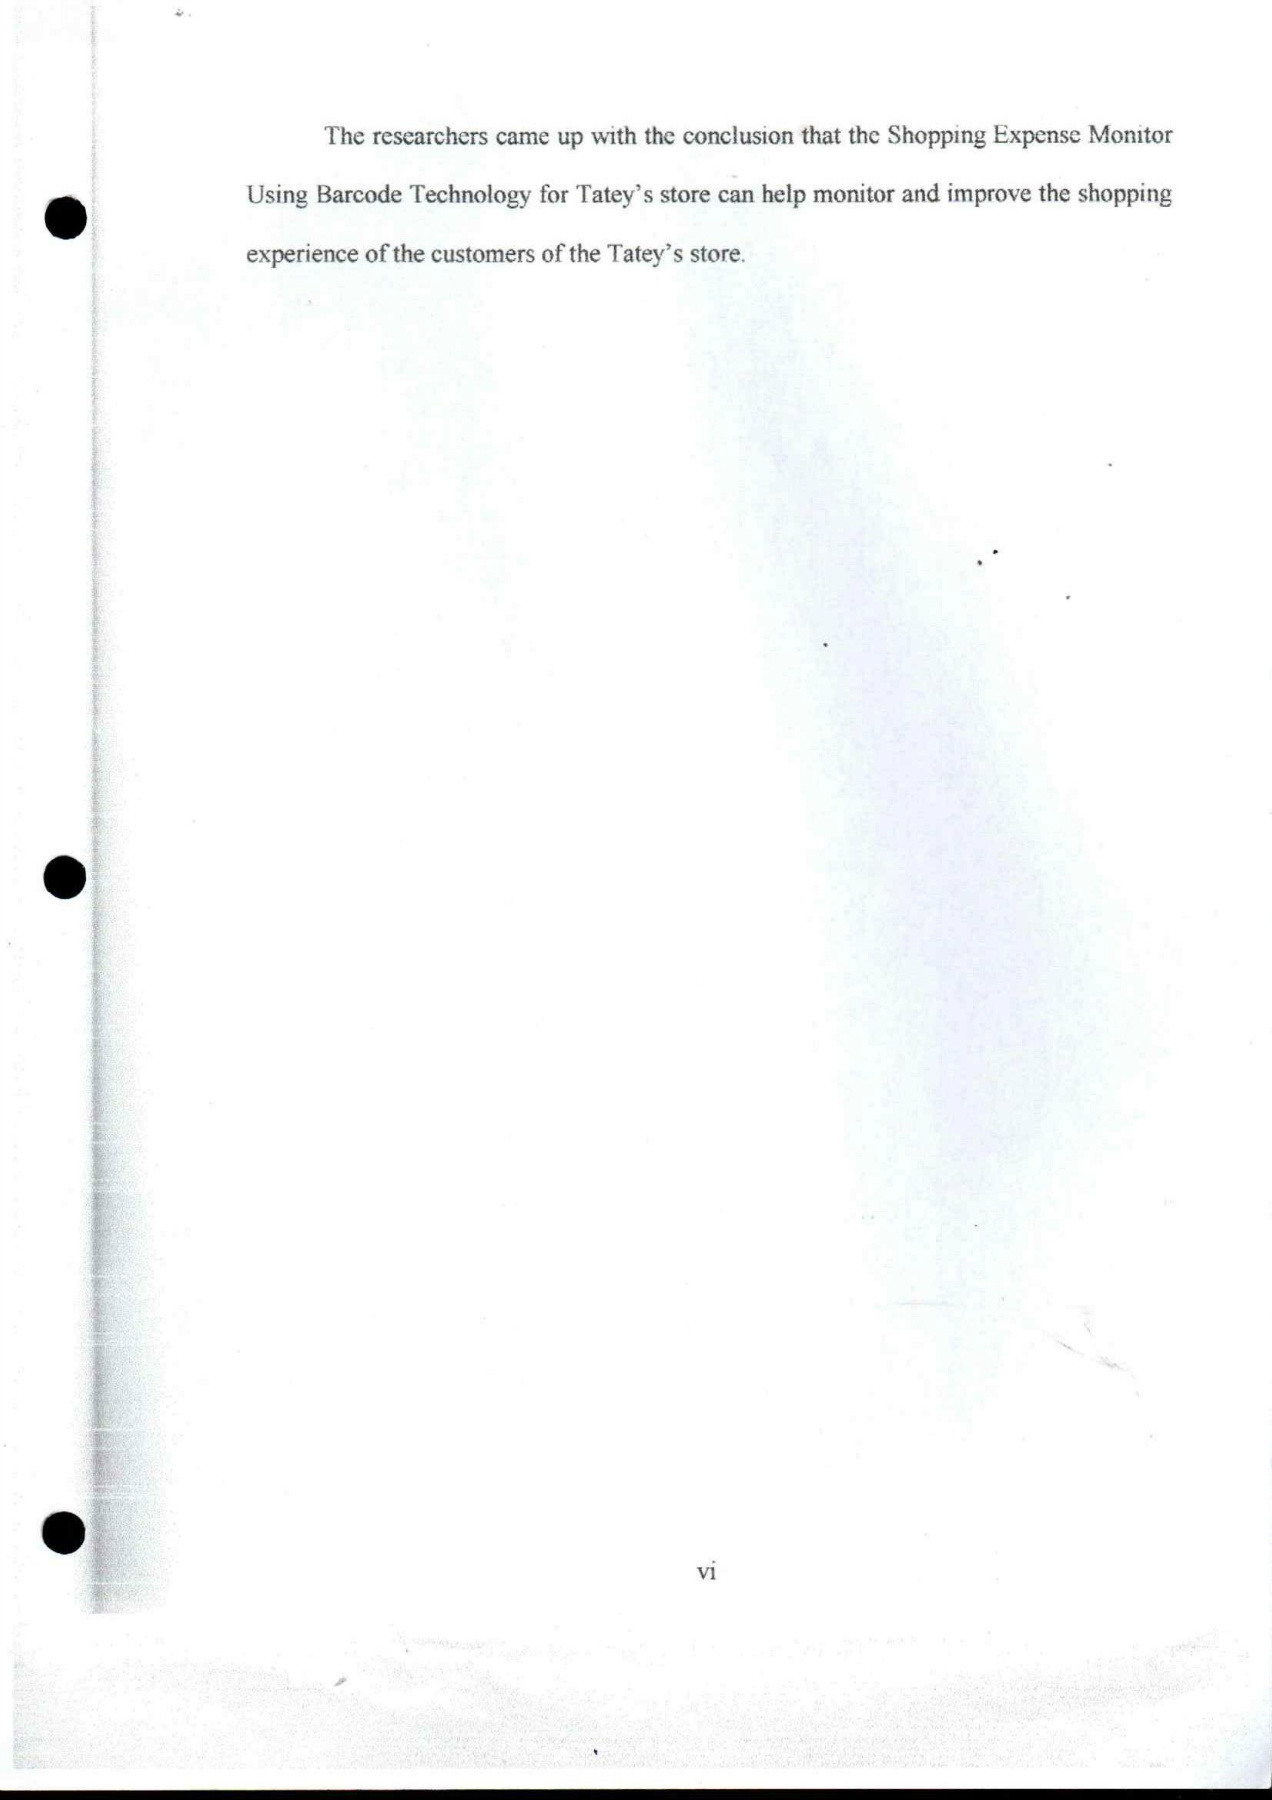 The researchers came up with the conclusion that the Shopping Expense Monitor
Using Barcode Technology for Tatey's store can help monitor and improve the shopping
experience of the customers of the Tatey's store.
vi